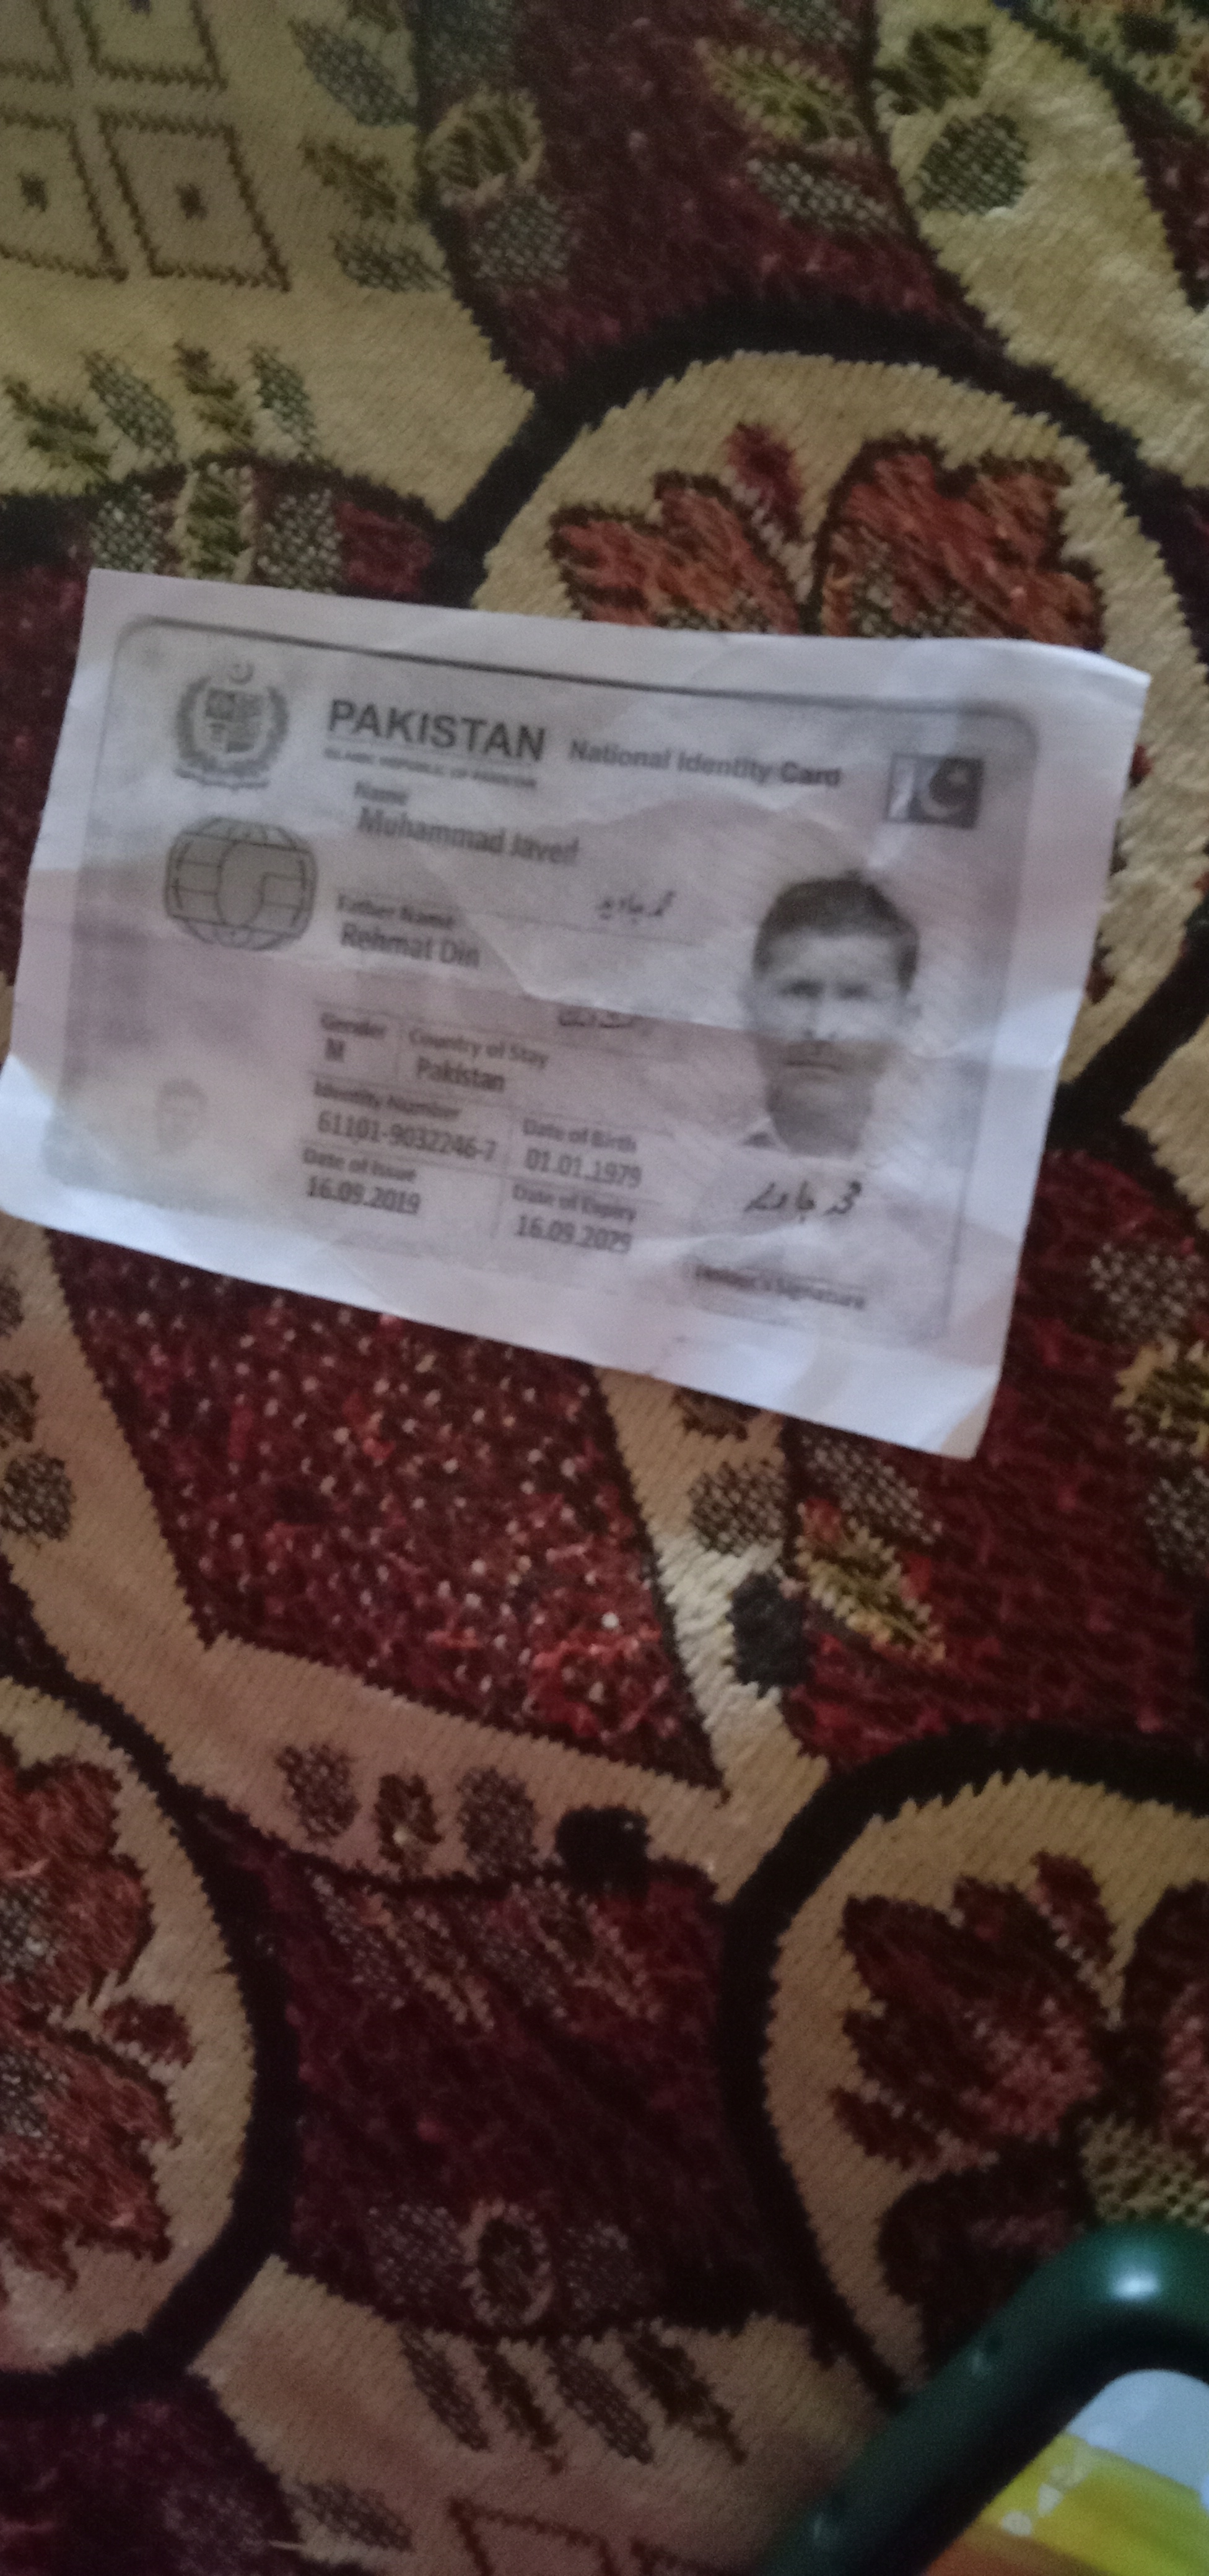 PAKISTAN National Identity Card
ISLAMIC REPUBLIC OF PAKISTAN
Name
Muhammad Javed
محمد جاوید
Father Name
Rehmat Din
Gender Country of Stay
M Pakistan
Identity Number Date of Birth
61101-9032246-7 01.01.1979
Date of Issue Date of Expiry
16.09.2019 16.09.2029
محمد جاوید
Holder's Signature